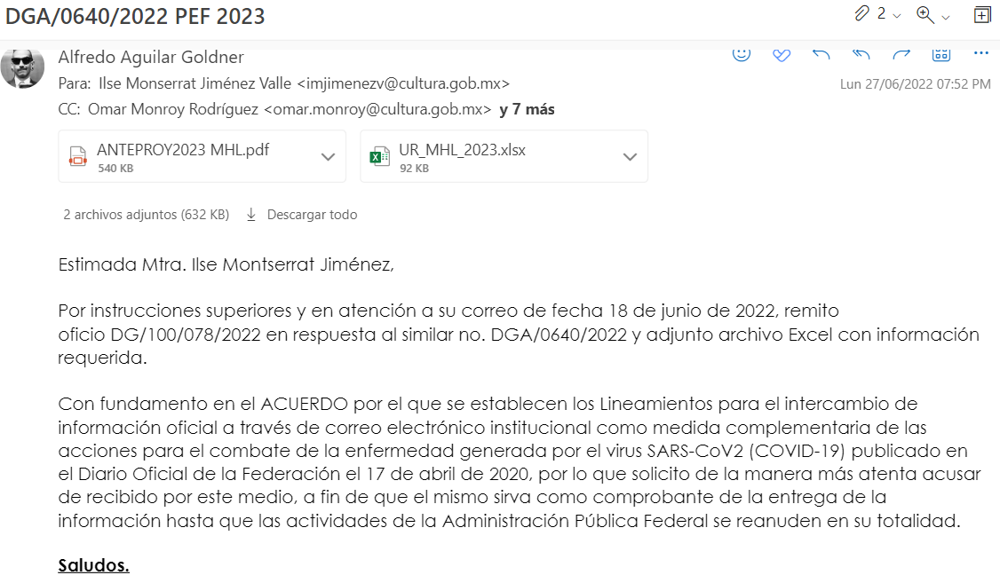 DGA/0640/2022 PEF 2023
2
Alfredo Aguilar Goldner
Para: Ilse Monserrat Jiménez Valle <imjimenezv@cultura.gob.mx>
Lun 27/06/2022 07:52 PM
CC: Omar Monroy Rodríguez <omar.monroy@cultura.gob.mx> y 7 más
ANTEPROY2023 MHL.pdf
540 KB
UR_MHL_2023.xlsx
92 KB
2 archivos adjuntos (632 KB) Descargar todo
Estimada Mtra. Ilse Montserrat Jiménez,
Por instrucciones superiores y en atención a su correo de fecha 18 de junio de 2022, remito
oficio DG/100/078/2022 en respuesta al similar no. DGA/0640/2022 y adjunto archivo Excel con información
requerida.
Con fundamento en el ACUERDO por el que se establecen los Lineamientos para el intercambio de
información oficial a través de correo electrónico institucional como medida complementaria de las
acciones para el combate de la enfermedad generada por el virus SARS-CoV2 (COVID-19) publicado en
el Diario Oficial de la Federación el 17 de abril de 2020, por lo que solicito de la manera más atenta acusar
de recibido por este medio, a fin de que el mismo sirva como comprobante de la entrega de la
información hasta que las actividades de la Administración Pública Federal se reanuden en su totalidad.
Saludos.